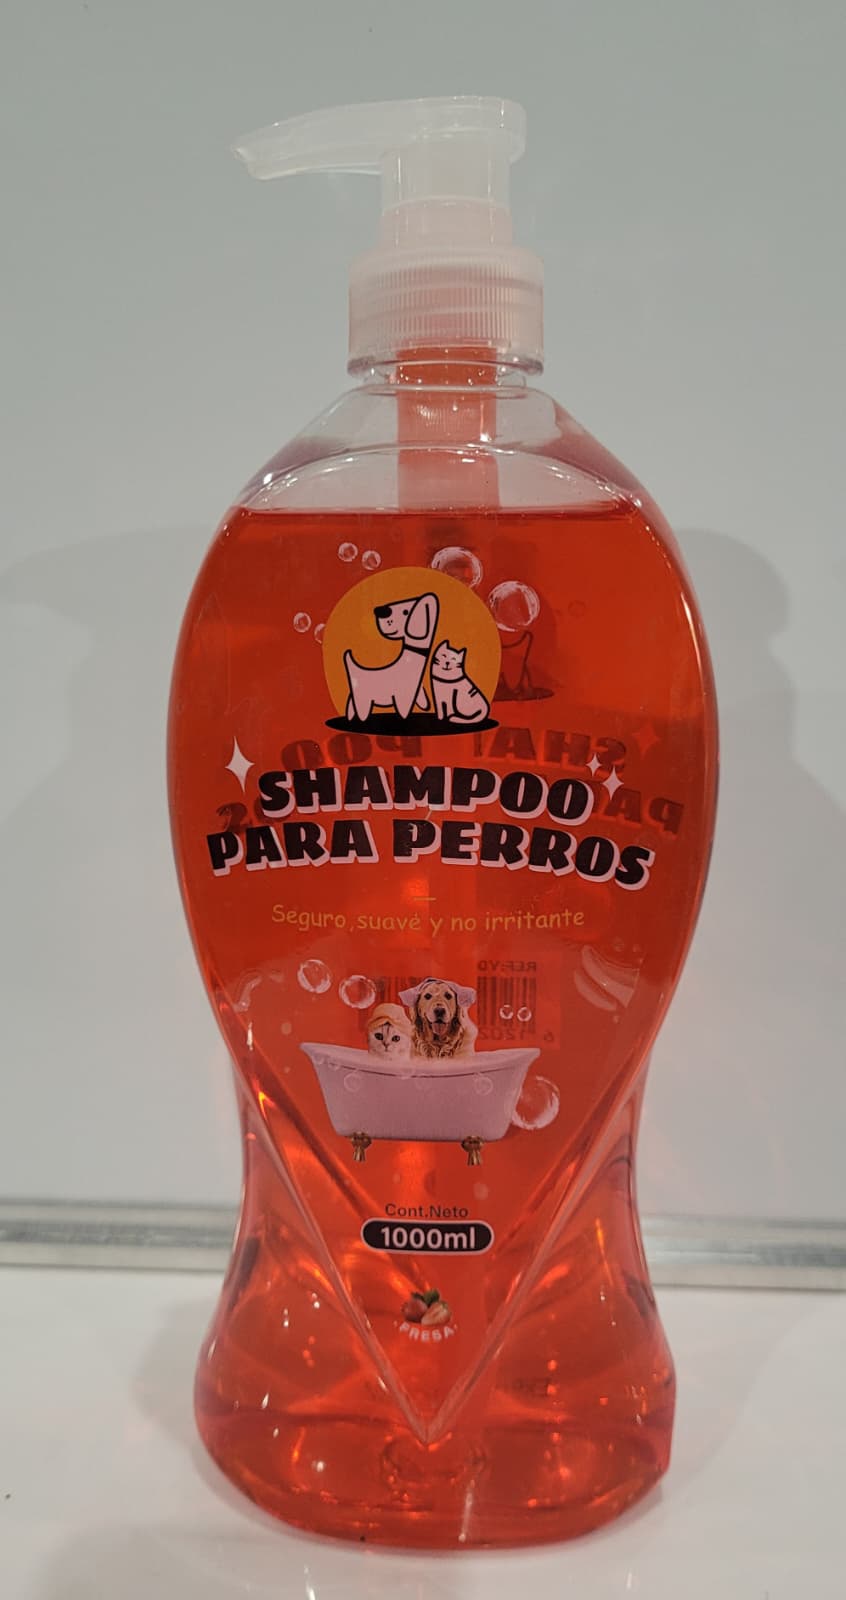 SHAMPOO
PARA PERROS
Seguro, suave y no irritante
Cont.Neto
1000ml
FRESA